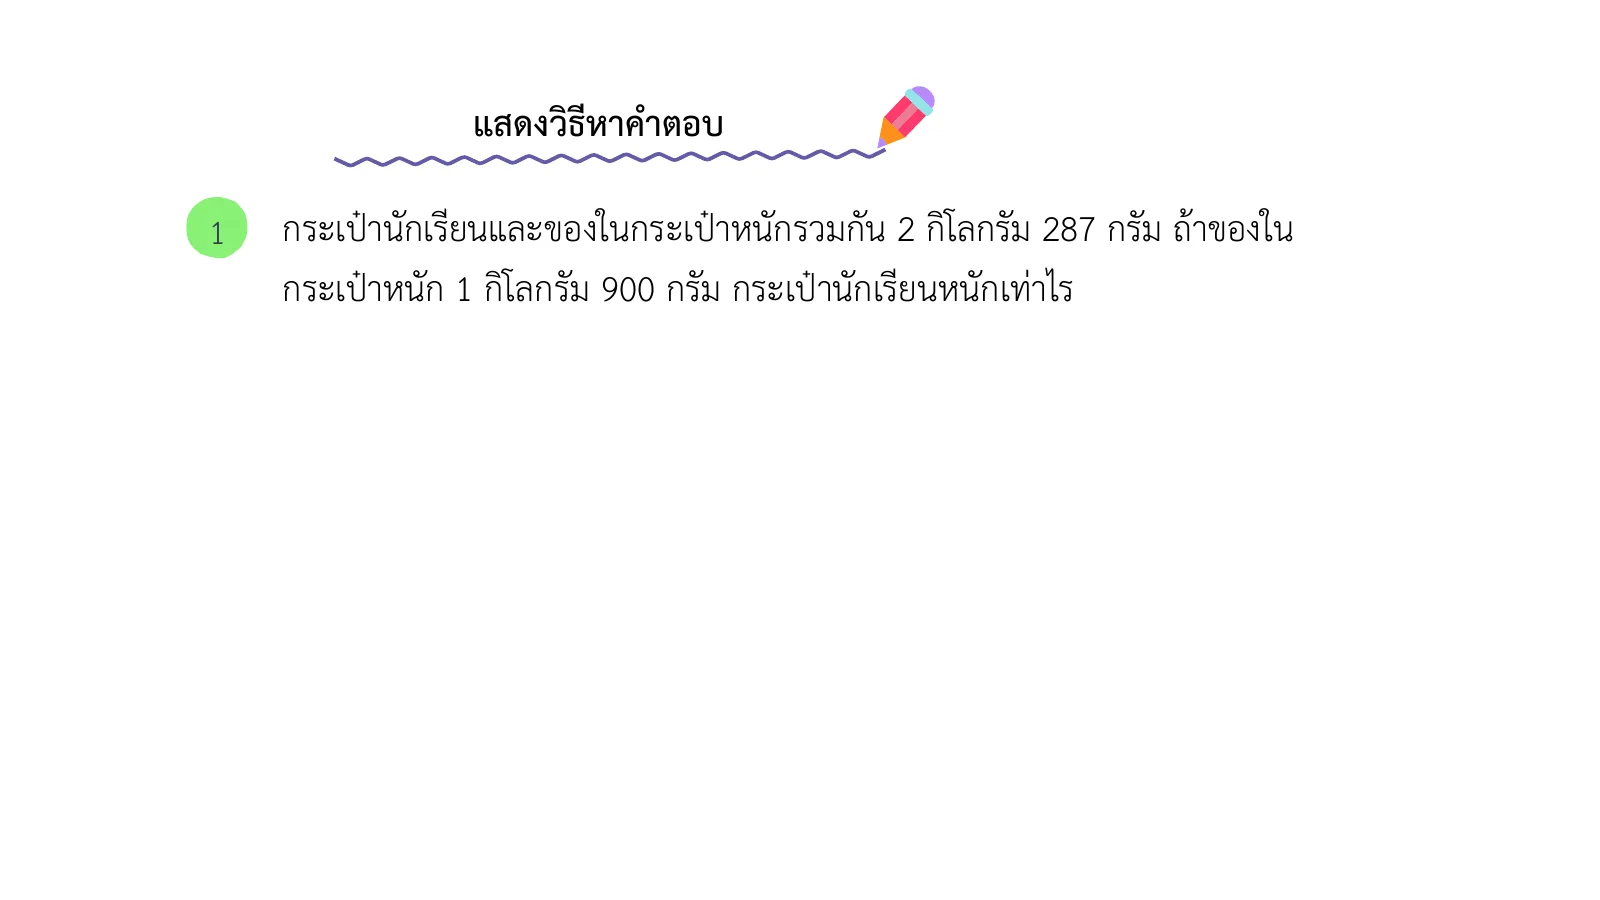 แสดงวิธีหาคำตอบ
1 กระเป๋านักเรียนและของในกระเป๋าหนักรวมกัน 2 กิโลกรัม 287 กรัม ถ้าของใน
กระเป๋าหนัก 1 กิโลกรัม 900 กรัม กระเป๋านักเรียนหนักเท่าไร